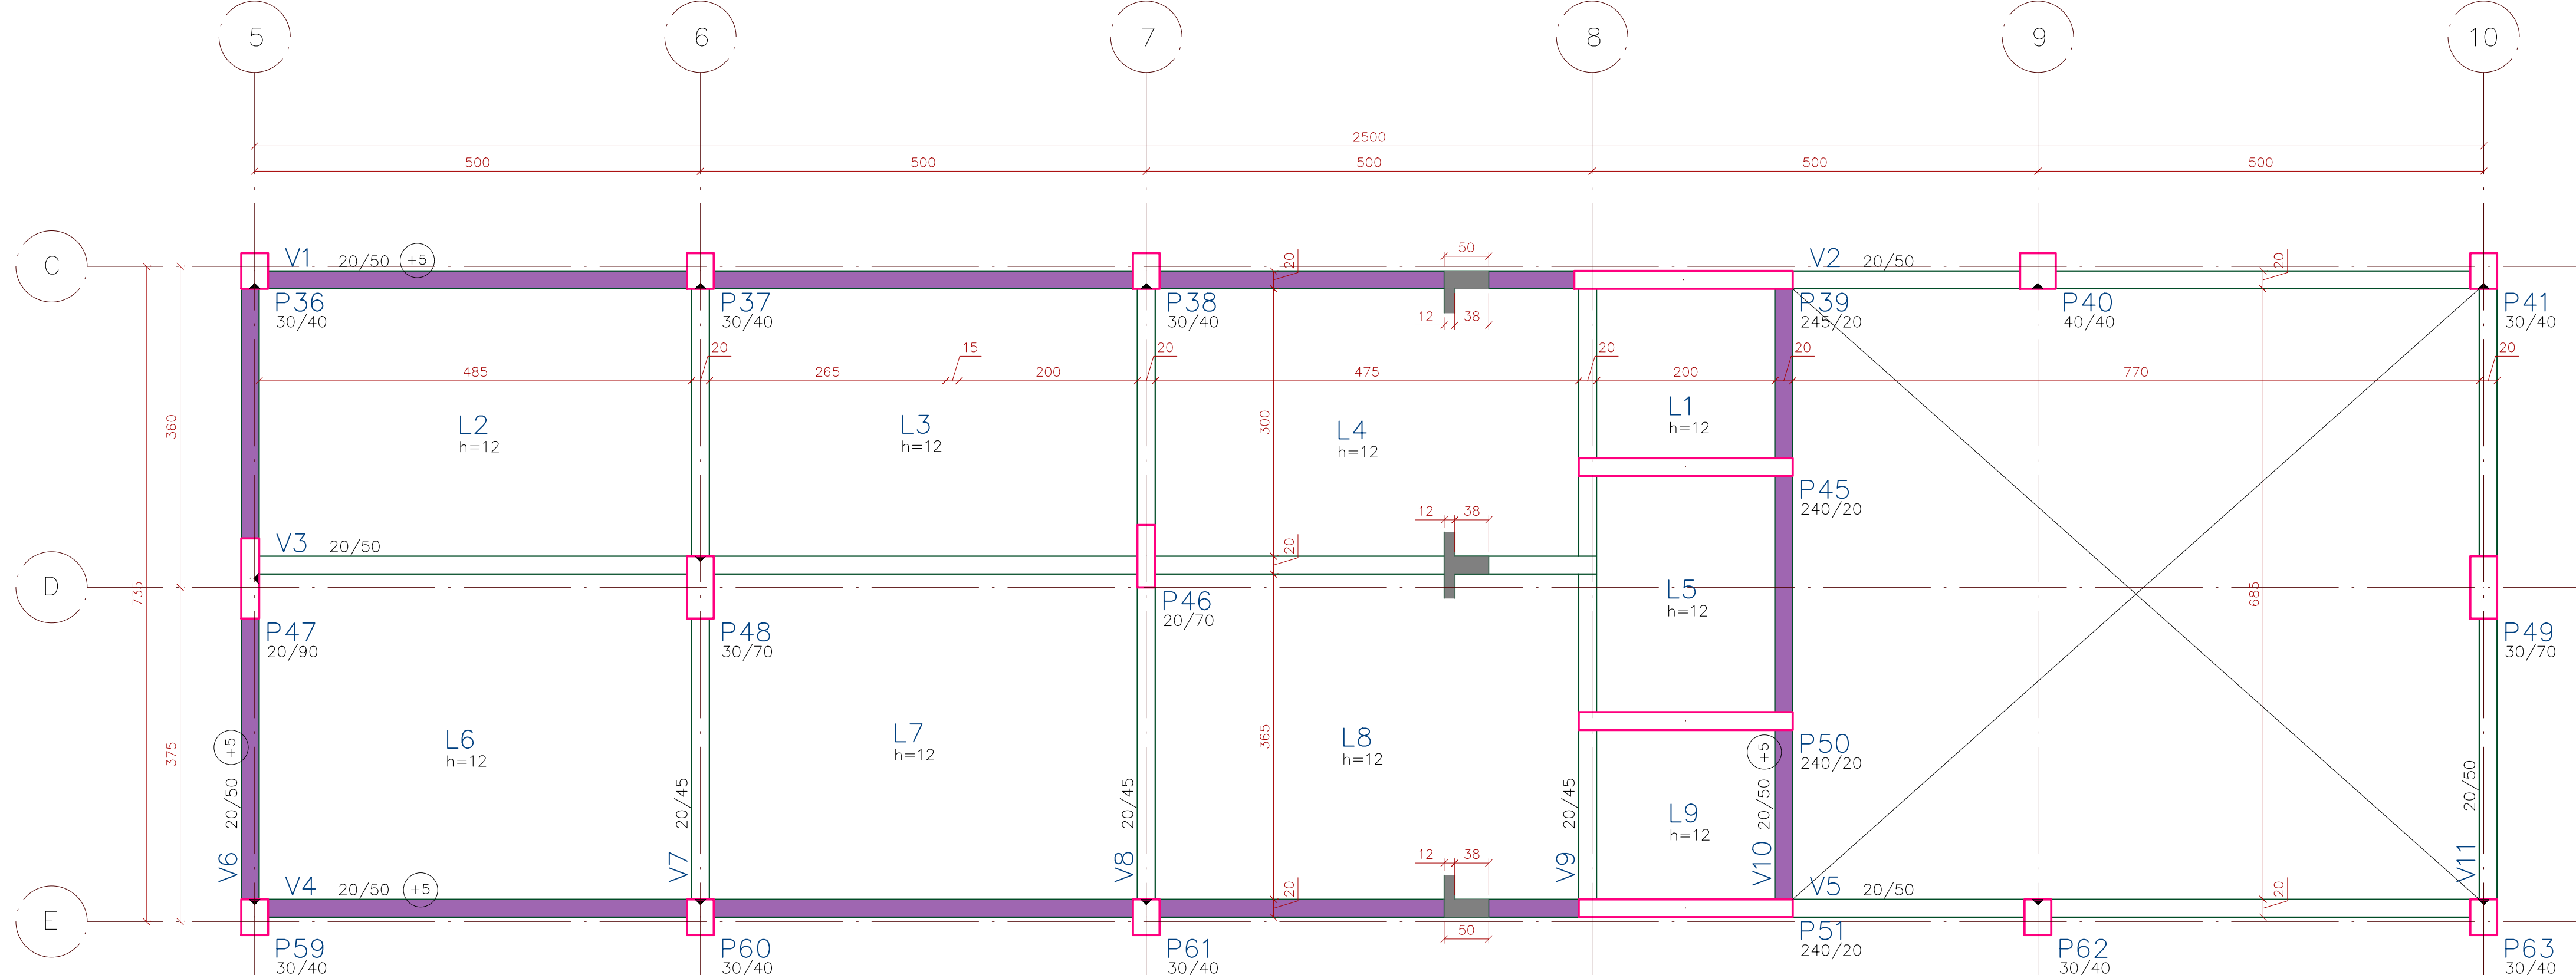 5 6 7 8 9 10
2500
500 500 500 500 500
C
V1 20/50 +5
50
20
V2 20/50
20
P36
30/40
P37
30/40
P38
30/40
12 38
P39
245/20
P40
40/40
P41
30/40
20 15 20 20 20 20
485 265 200 475 200 770
360
300
L2
h=12
L3
h=12
L4
h=12
L1
h=12
12 38
P45
240/20
V3 20/50
20
D
735
685
L5
h=12
P46
20/70
P47
20/90
P48
30/70
P49
30/70
375
365
+5
20/50
V6
L6
h=12
20/45
V7
L7
h=12
20/45
V8
L8
h=12
20/45
V9
+5
20/50
V10
P50
240/20
L9
h=12
20/50
V11
12 38
V4 20/50 +5
20
V5 20/50
20
E
50
P59
30/40
P60
30/40
P61
30/40
P51
240/20
P62
30/40
P63
30/40